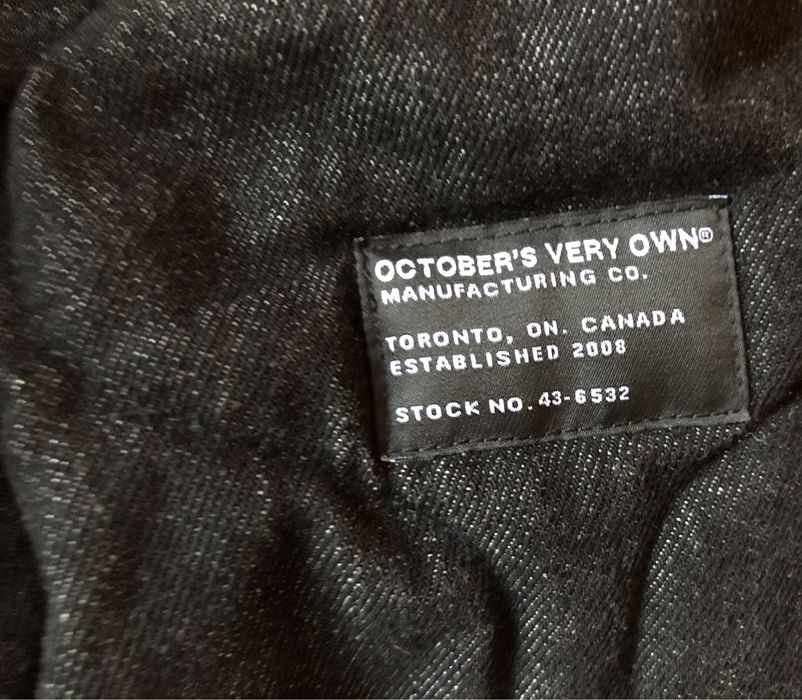 OCTOBER'S VERY OWN®
MANUFACTURING CO.
TORONTO, ON. CANADA
ESTABLISHED 2008
STOCK NO. 43-6532